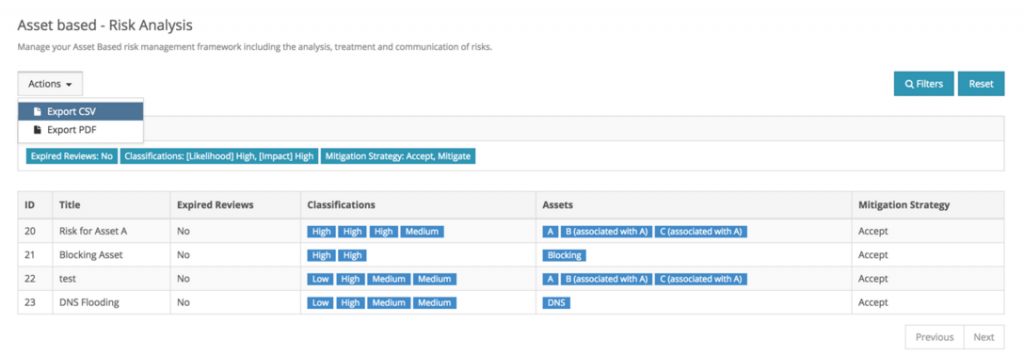 Asset based - Risk Analysis
Manage your Asset Based risk management framework including the analysis, treatment and communication of risks.
Actions
Filters Reset
Export CSV
Export PDF
Expired Reviews: No Classifications: [Likelihood] High, [Impact] High Mitigation Strategy: Accept, Mitigate
ID Title Expired Reviews Classifications Assets Mitigation Strategy
20 Risk for Asset A No High High High Medium A B (associated with A) C (associated with A) Accept
21 Blocking Asset No High High Blocking Accept
22 test No Low High Medium Medium A B (associated with A) C (associated with A) Accept
23 DNS Flooding No Low High Medium Medium DNS Accept
Previous Next